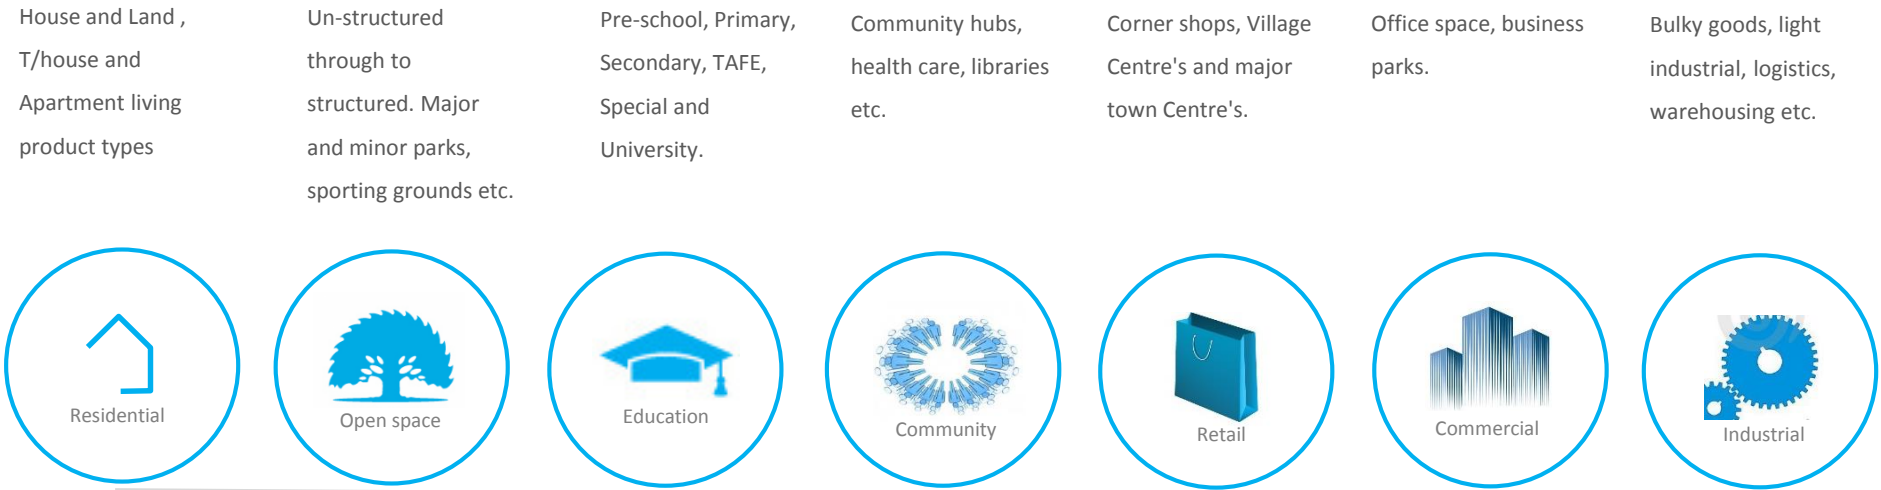 House and Land ,
T/house and
Apartment living
product types
Un-structured
through to
structured. Major
and minor parks,
sporting grounds etc.
Pre-school, Primary,
Secondary, TAFE,
Special and
University.
Community hubs,
health care, libraries
etc.
Corner shops, Village
Centre's and major
town Centre's.
Office space, business
parks.
Bulky goods, light
industrial, logistics,
warehousing etc.
Residential
Open space
Education
Community
Retail
Commercial
Industrial